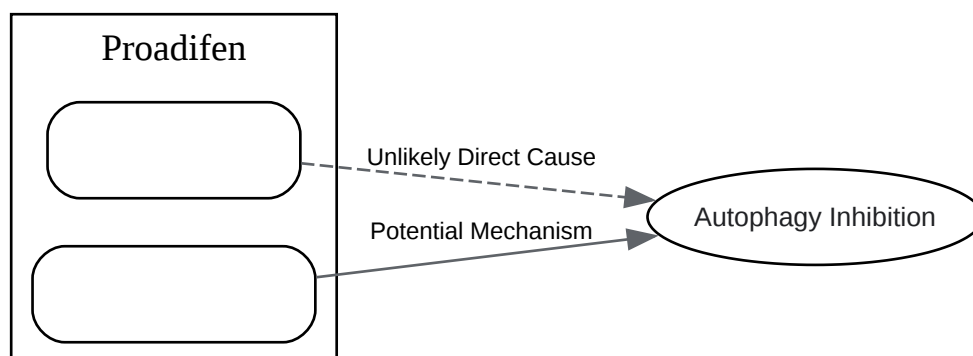 Proadifen
Unlikely Direct Cause
Potential Mechanism
Autophagy Inhibition